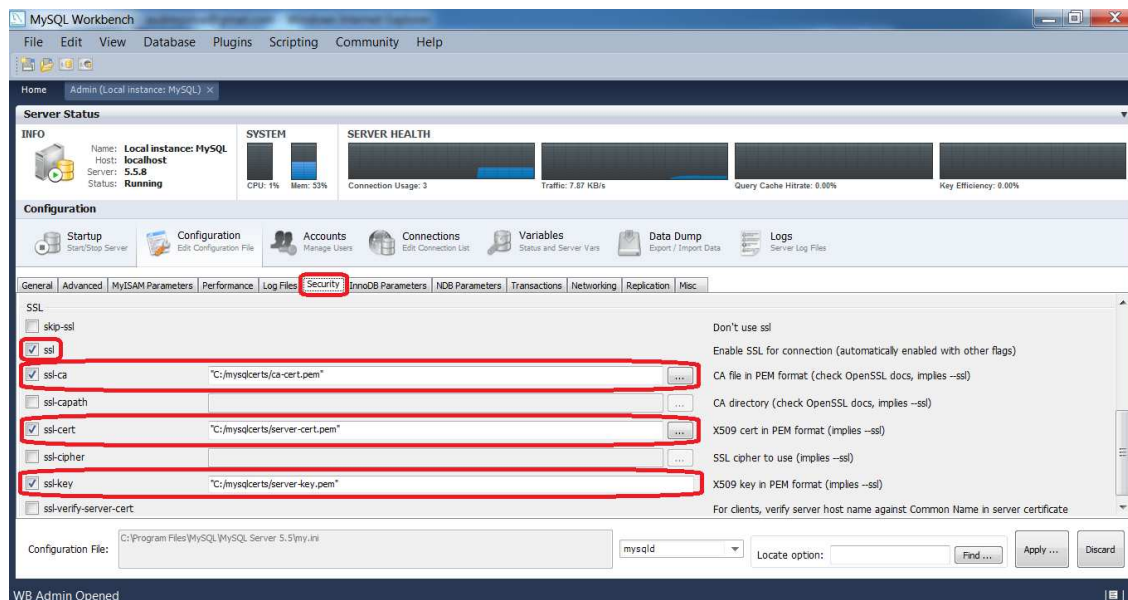 MySQL Workbench
File Edit View Database Plugins Scripting Community Help
Home Admin (Local instance: MySQL) ×
Server Status
INFO SYSTEM SERVER HEALTH
Name: Local instance: MySQL
Host: localhost
Server: 5.5.8
Status: Running
CPU: 1% Mem: 53% Connection Usage: 3 Traffic: 7.87 KB/s Query Cache Hitrate: 0.00% Key Efficiency: 0.00%
Configuration
Startup Configuration Accounts Connections Variables Data Dump Logs
Start/Stop Server Edit Configuration File Manage Users Edit Connection List Status and Server Vars Export / Import Data Server Log Files
General Advanced MyISAM Parameters Performance Log Files Security InnoDB Parameters NDB Parameters Transactions Networking Replication Misc
SSL
skip-ssl Don't use ssl
ssl Enable SSL for connection (automatically enabled with other flags)
ssl-ca "C:/mysqlcerts/ca-cert.pem" ... CA file in PEM format (check OpenSSL docs, implies --ssl)
ssl-capath ... CA directory (check OpenSSL docs, implies --ssl)
ssl-cert "C:/mysqlcerts/server-cert.pem" ... X509 cert in PEM format (implies --ssl)
ssl-cipher ... SSL cipher to use (implies --ssl)
ssl-key "C:/mysqlcerts/server-key.pem" X509 key in PEM format (implies --ssl)
ssl-verify-server-cert For clients, verify server host name against Common Name in server certificate
Configuration File: C:\Program Files\MySQL\MySQL Server 5.5\my.ini mysqld Locate option: Find ... Apply ... Discard
WB Admin Opened